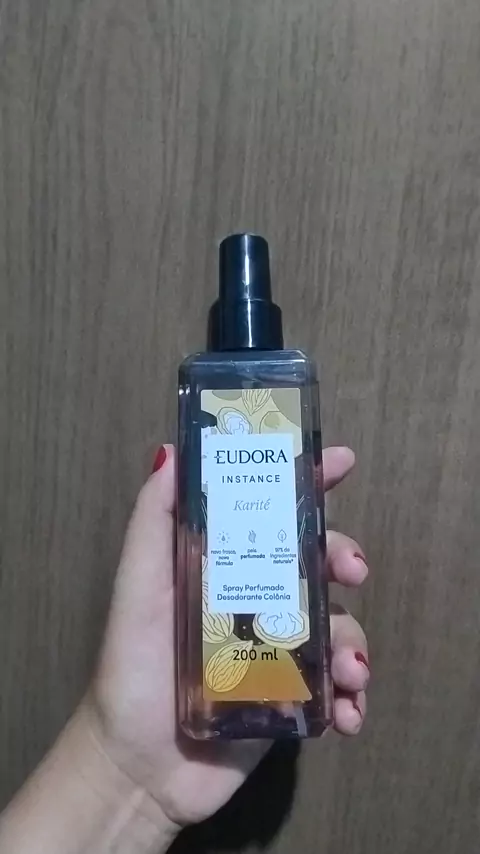 EUDORA
INSTANCE
Karité
novo frasco,
nova
fórmula
pele
perfumada
97% de
ingredientes
naturais*
Spray Perfumado
Desodorante Colônia
200 ml